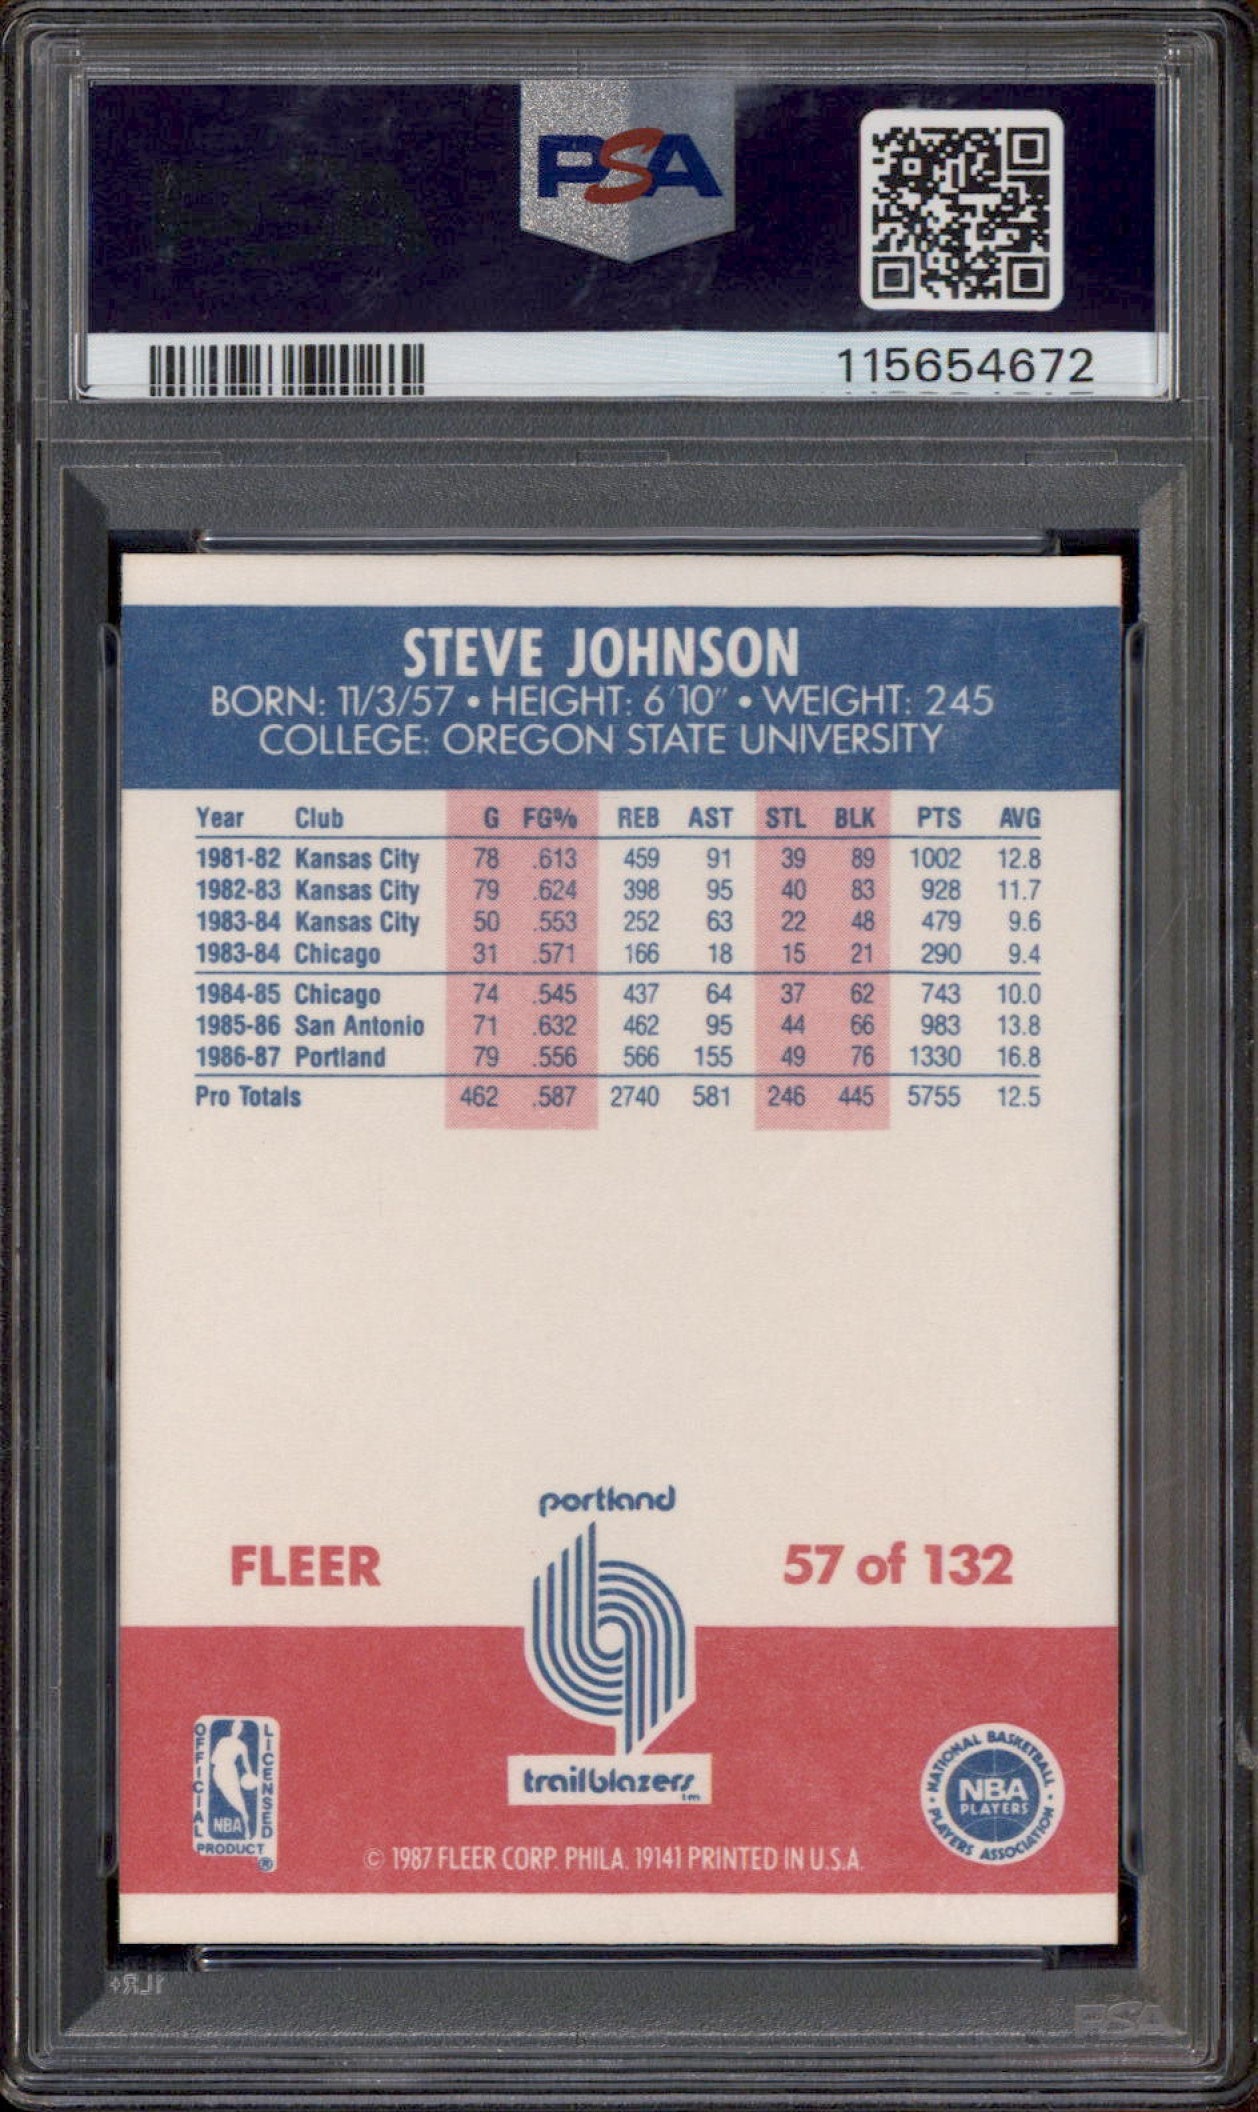 PSA
115654672
STEVE JOHNSON
BORN: 11/3/57 • HEIGHT: 6'10" • WEIGHT: 245
COLLEGE: OREGON STATE UNIVERSITY
Year Club G FG% REB AST STL BLK PTS AVG
1981-82 Kansas City 78 .613 459 91 39 89 1002 12.8
1982-83 Kansas City 79 .624 398 95 40 83 928 11.7
1983-84 Kansas City 50 .553 252 63 22 48 479 9.6
1983-84 Chicago 31 .571 166 18 15 21 290 9.4
1984-85 Chicago 74 .545 437 64 37 62 743 10.0
1985-86 San Antonio 71 .632 462 95 44 66 983 13.8
1986-87 Portland 79 .556 566 155 49 76 1330 16.8
Pro Totals 462 .587 2740 581 246 445 5755 12.5
portland
FLEER
57 of 132
trailblazers tm
OFFICIAL LICENSED
NBA
PRODUCT ®
NATIONAL BASKETBALL
NBA
PLAYERS
PLAYERS ASSOCIATION
© 1987 FLEER CORP. PHILA. 19141 PRINTED IN U.S.A.
PSA